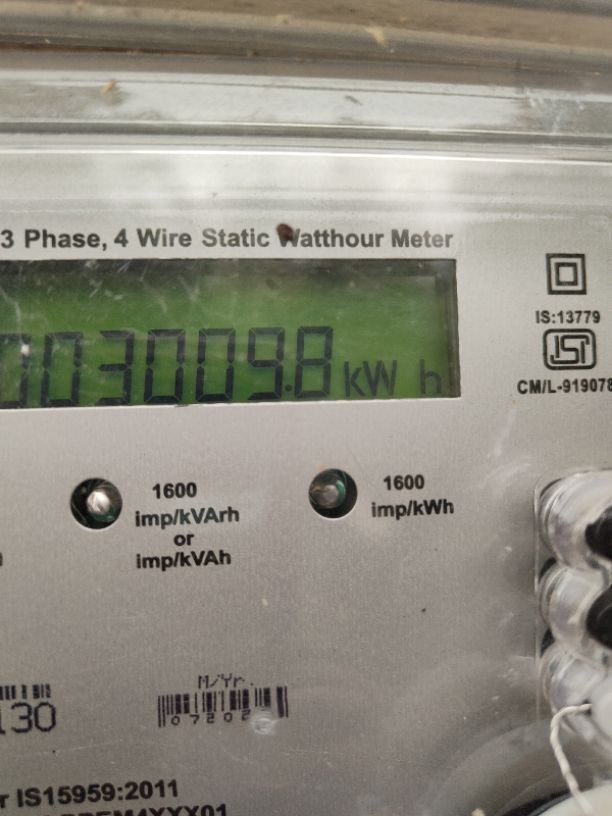 3 Phase, 4 Wire Static Watthour Meter
IS:13779
CM/L-919078
003009.8 kW h
1600
imp/kVArh
or
imp/kVAh
1600
imp/kWh
M/Yr.
130
IS15959:2011